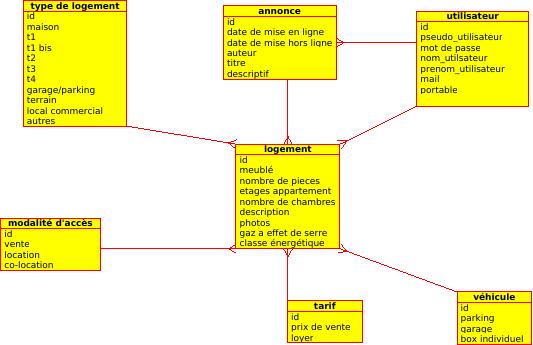 type de logement
id
maison
t1
t1 bis
t2
t3
t4
garage/parking
terrain
local commercial
autres
annonce
id
date de mise en ligne
date de mise hors ligne
auteur
titre
descriptif
utilisateur
id
pseudo_utilisateur
mot de passe
nom_utilsateur
prenom_utilisateur
mail
portable
logement
id
meublé
nombre de pieces
etages appartement
nombre de chambres
description
photos
gaz a effet de serre
classe énergétique
modalité d'accès
id
vente
location
co-location
tarif
id
prix de vente
loyer
véhicule
id
parking
garage
box individuel